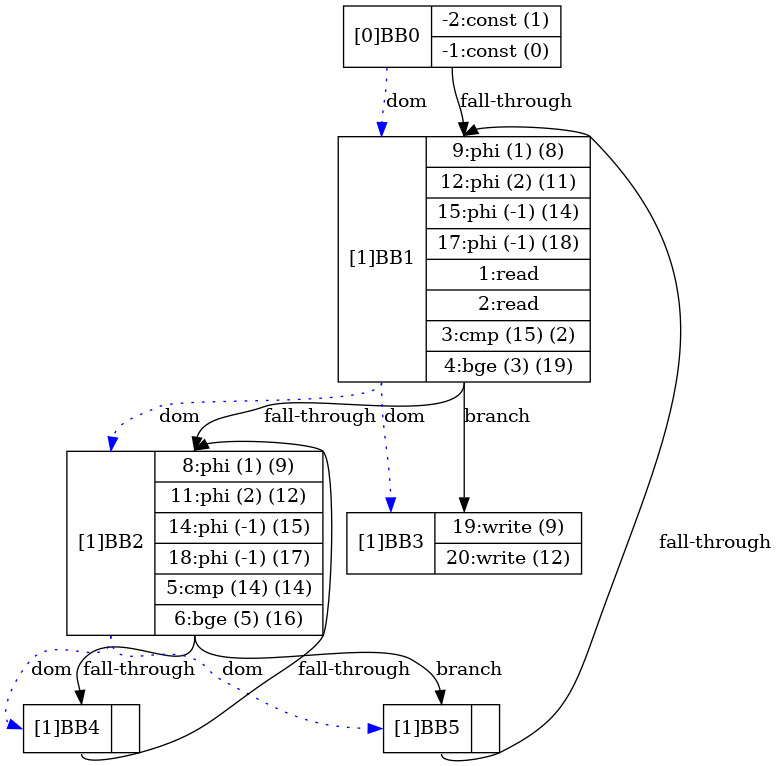 [0]BB0
-2:const (1)
-1:const (0)
dom
fall-through
[1]BB1
9:phi (1) (8)
12:phi (2) (11)
15:phi (-1) (14)
17:phi (-1) (18)
1:read
2:read
3:cmp (15) (2)
4:bge (3) (19)
dom
fall-through
dom
branch
[1]BB2
8:phi (1) (9)
11:phi (2) (12)
14:phi (-1) (15)
18:phi (-1) (17)
5:cmp (14) (14)
6:bge (5) (16)
[1]BB3
19:write (9)
20:write (12)
fall-through
dom
fall-through
dom
fall-through
branch
[1]BB4
[1]BB5